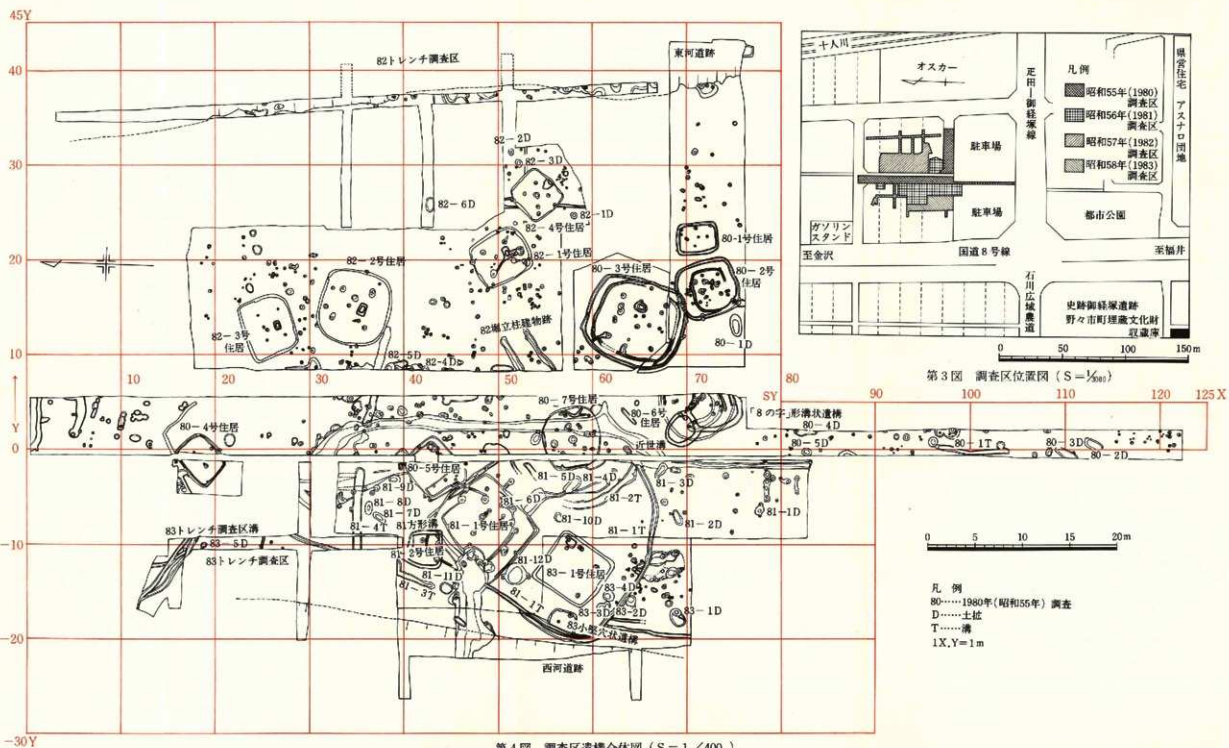 45Y
40
30
20
10
↑
Y
0
−10
−20
−30Y
10
20
30
40
50
60
70
SY
80
90
100
110
120
125X
82トレンチ調査区
東河道跡
82−2D
82−3D
82−6D
82−1D
82−4号住居
82−1号住居
82−2号住居
82−3号
住居
80−1号住居
80−3号住居
80−2号
住居
80−1D
82掘立柱建物跡
82−5D
82−4D
80−7号住居
80−6号
住居
「8の字」形溝状遺構
80−4D
80−5D
80−1T
80−3D
80−2D
近世溝
80−4号住居
80−5号住居
81−9D
81−8D
81−7D
81−4T
81方形溝
81−5D
81−4D
81−3D
81−2T
81−6D
81−1号住居
81−10D
81−1T
81−2D
81−1D
83トレンチ調査区溝
83−5D
83トレンチ調査区
81−2号住居
81−11D
81−3T
81−12D
83−1号住居
81−1T
83−4D
83−3D
83−2D
83−1D
83小竪穴状遺構
西河道跡
第4図 調査区遺構全体図(S=1/400)
十人川
オスカー
疋田−御経塚線
県営住宅 アスナロ団地
凡例
昭和55年(1980)
調査区
昭和56年(1981)
調査区
昭和57年(1982)
調査区
昭和58年(1983)
調査区
駐車場
駐車場
都市公園
ガソリン
スタンド
至金沢
国道8号線
至福井
石川広域農道
史跡御経塚遺跡
野々市町埋蔵文化財
収蔵庫
0
50
100
150m
第3図 調査区位置図(S=1/3000)
0
5
10
20m
凡例
80……1980年(昭和55年)調査
D……土拡
T……溝
1X,Y=1m